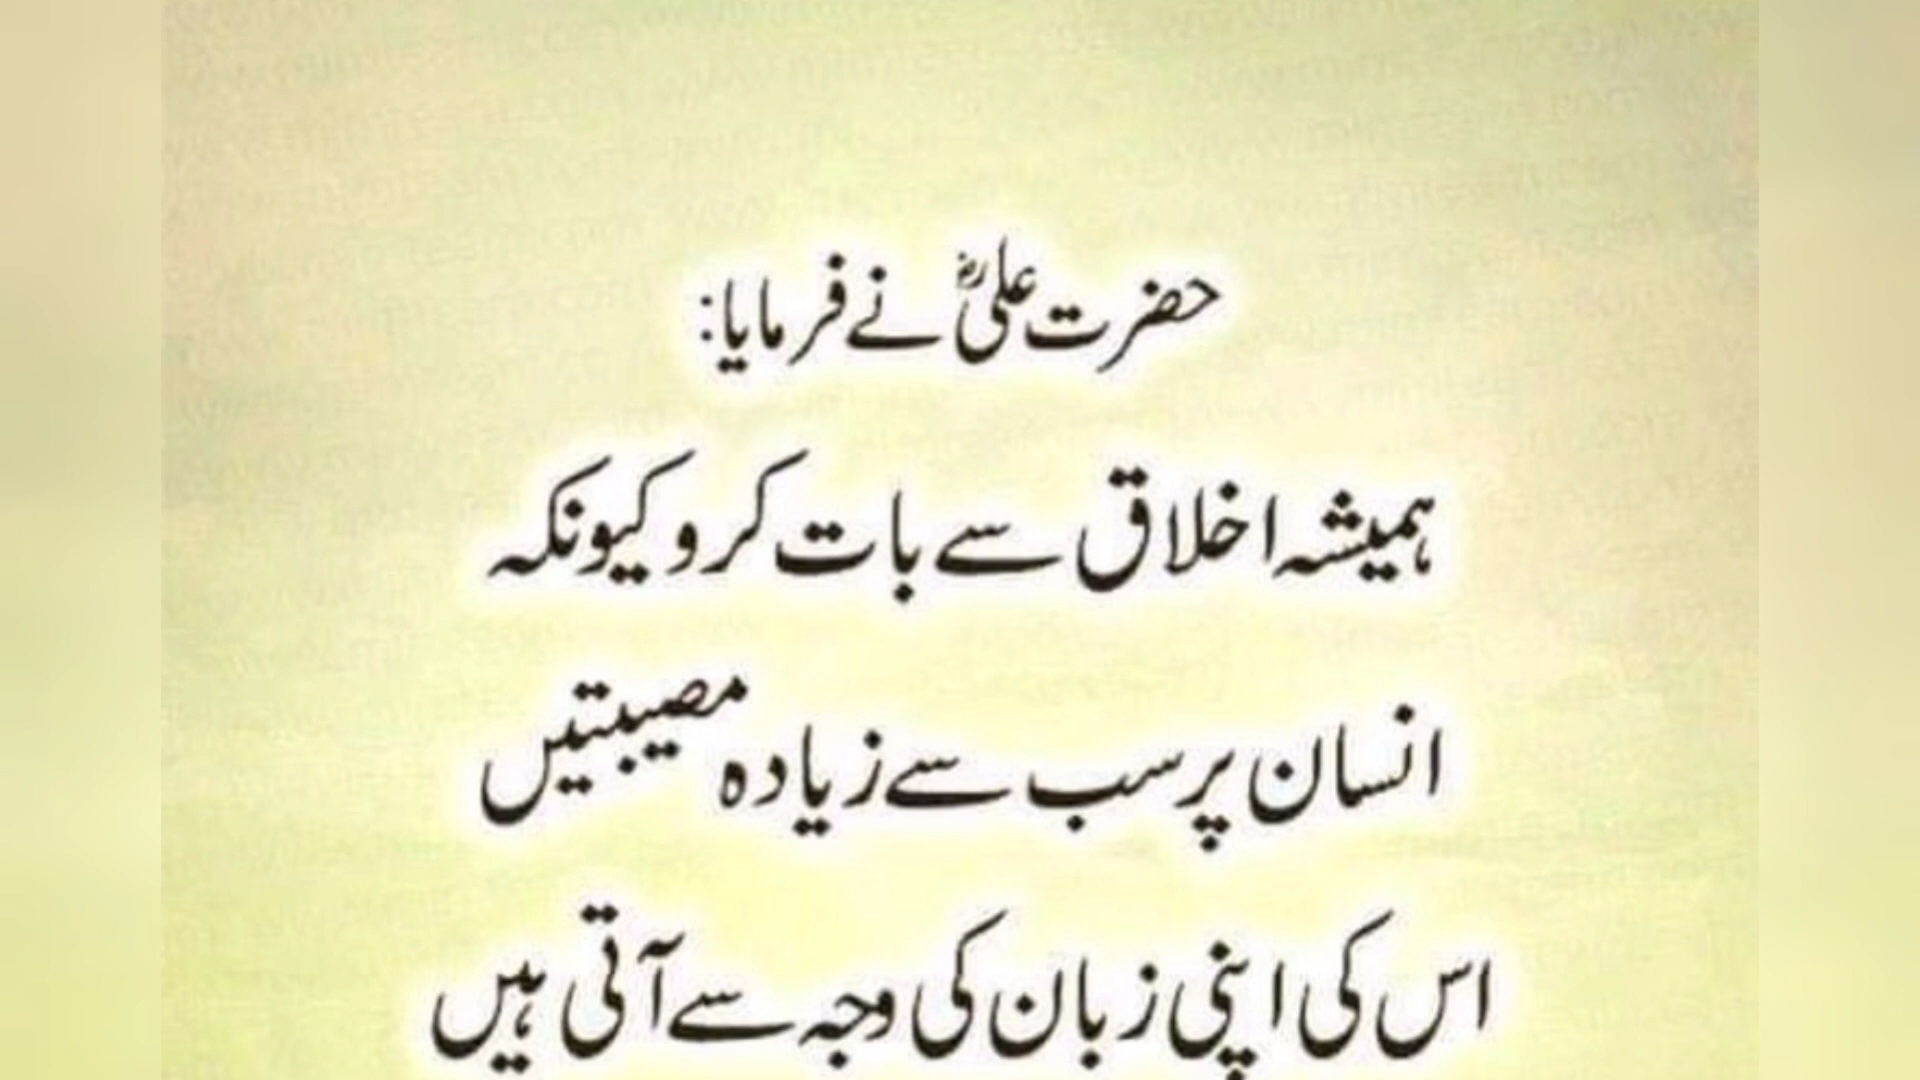 حضرت علیؓ نے فرمایا:
ہمیشہ اخلاق سے بات کرو کیونکہ
انسان پر سب سے زیادہ مصیبتیں
اس کی اپنی زبان کی وجہ سے آتی ہیں